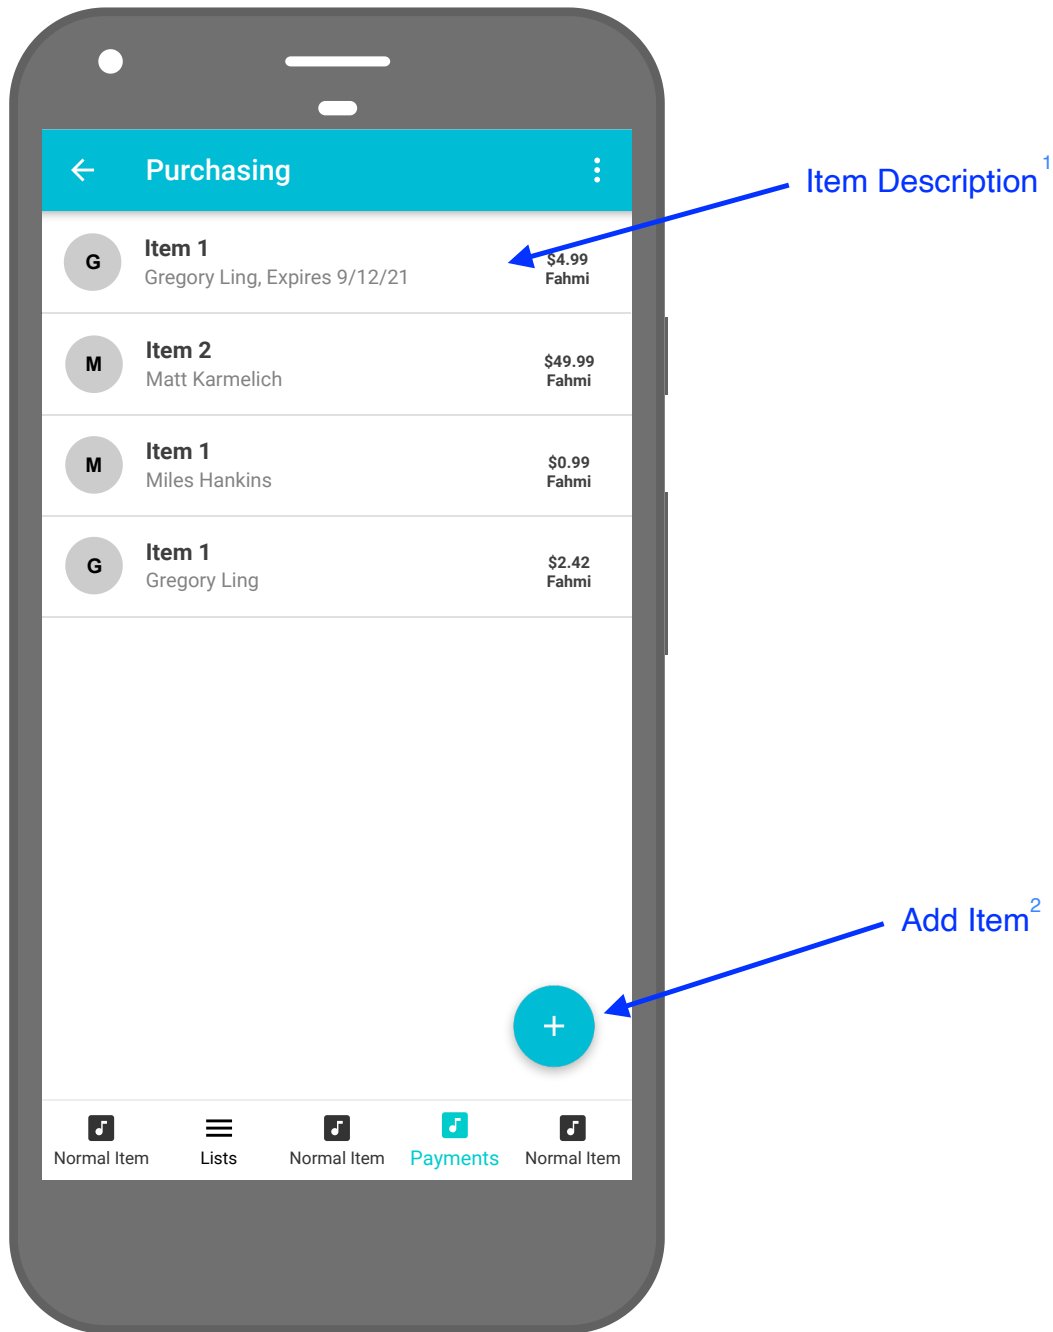 Purchasing
Item Description 1
G
Item 1
Gregory Ling, Expires 9/12/21
$4.99
Fahmi
M
Item 2
Matt Karmelich
$49.99
Fahmi
M
Item 1
Miles Hankins
$0.99
Fahmi
G
Item 1
Gregory Ling
$2.42
Fahmi
Add Item 2
+
Normal Item
Lists
Normal Item
Payments
Normal Item